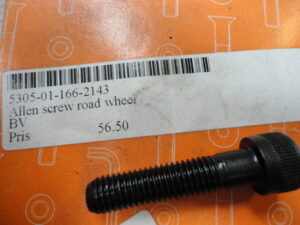 5305-01-166-2143
Allen screw road wheel
BV
Pris 56.50